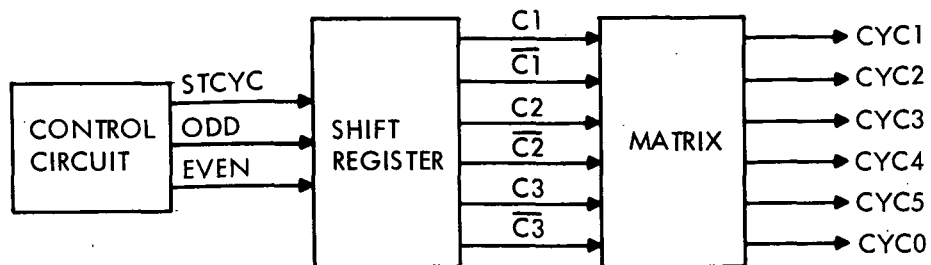 CONTROL
CIRCUIT
STCYC
ODD
EVEN
SHIFT
REGISTER
C1
C̅1̅
C2
C̅2̅
C3
C̅3̅
MATRIX
CYC1
CYC2
CYC3
CYC4
CYC5
CYC0